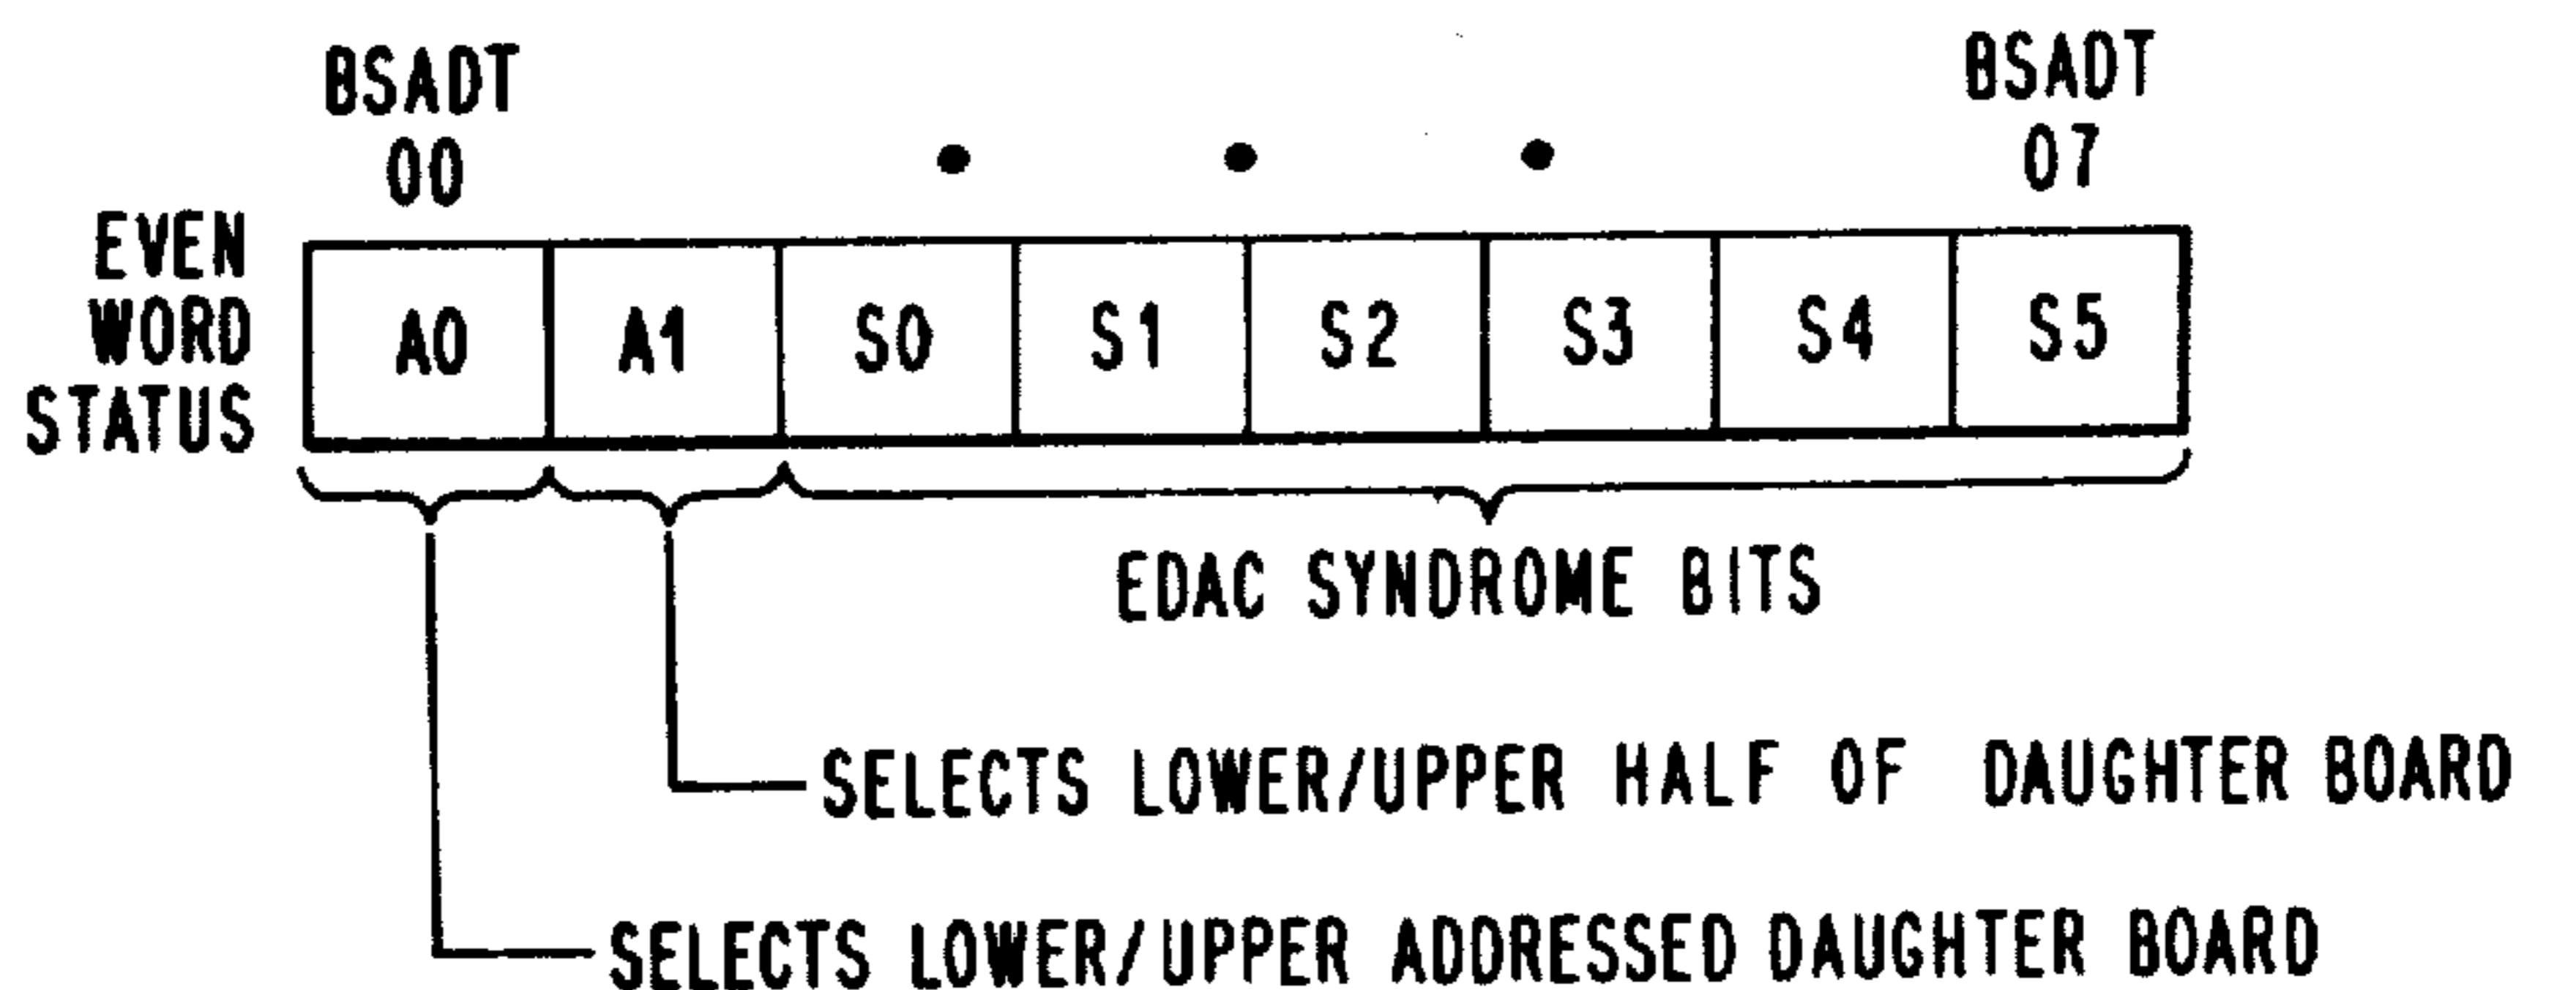 BSADT BSADT
00 07
EVEN
WORD
STATUS
A0 A1 S0 S1 S2 S3 S4 S5
EDAC SYNDROME BITS
SELECTS LOWER/UPPER HALF OF DAUGHTER BOARD
SELECTS LOWER/UPPER ADDRESSED DAUGHTER BOARD